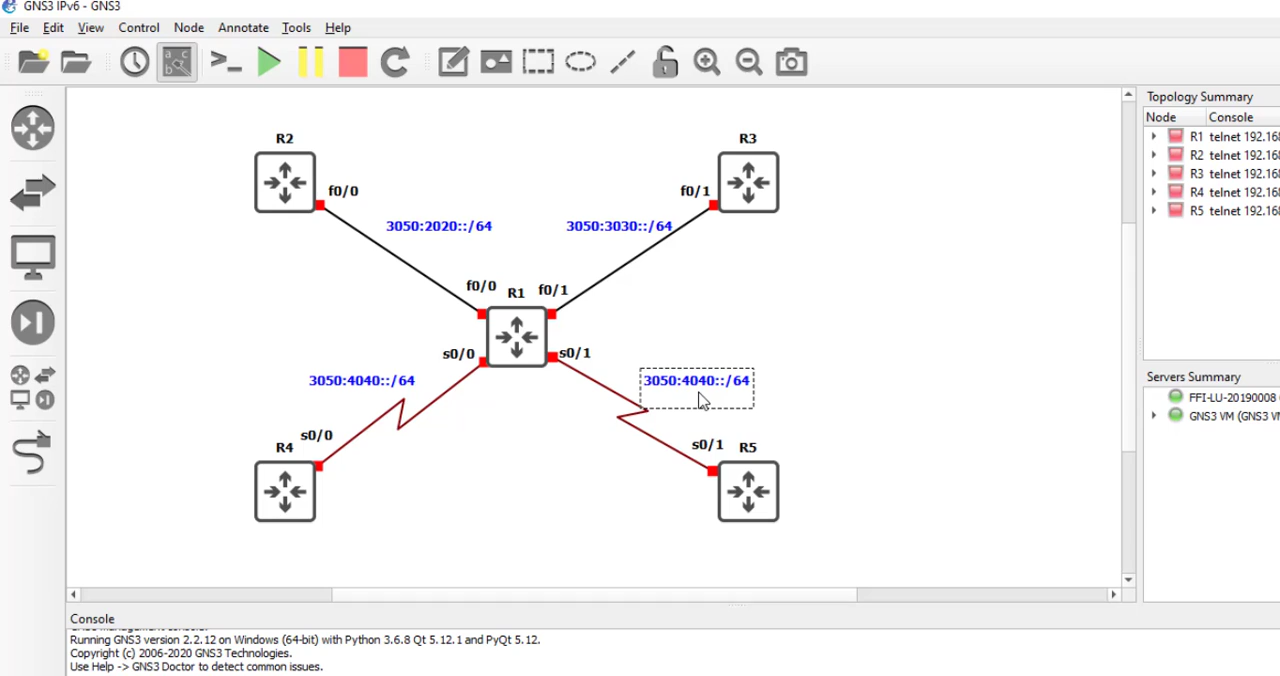 GNS3 IPv6 - GNS3
File Edit View Control Node Annotate Tools Help
Topology Summary
Node Console
R1 telnet 192.168
R2 telnet 192.168
R3 telnet 192.168
R4 telnet 192.168
R5 telnet 192.168
R2
R3
f0/0
f0/1
3050:2020::/64
3050:3030::/64
f0/0 R1 f0/1
s0/0
s0/1
3050:4040::/64
3050:4040::/64
s0/0
R4
s0/1 R5
Servers Summary
FFI-LU-20190008
GNS3 VM (GNS3 VM
Console
Running GNS3 version 2.2.12 on Windows (64-bit) with Python 3.6.8 Qt 5.12.1 and PyQt 5.12.
Copyright (c) 2006-2020 GNS3 Technologies.
Use Help -> GNS3 Doctor to detect common issues.